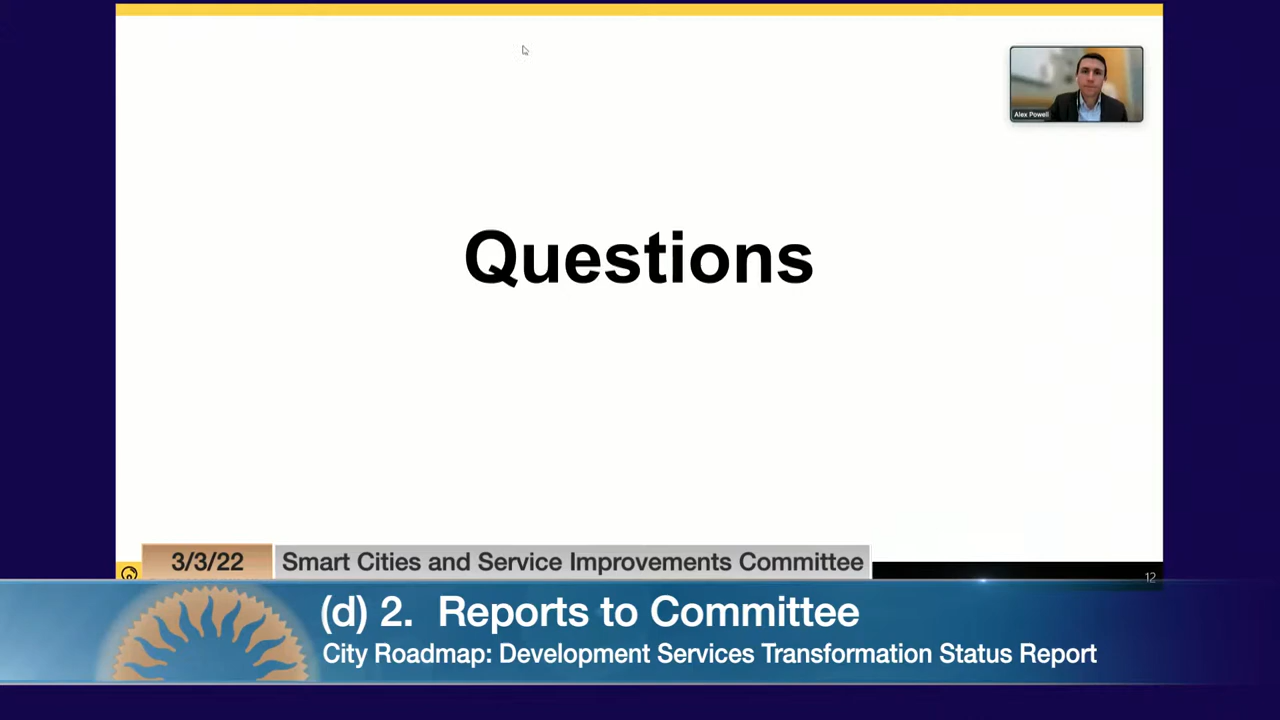 Alex Powell
Questions
12
3/3/22
Smart Cities and Service Improvements Committee
(d) 2. Reports to Committee
City Roadmap: Development Services Transformation Status Report